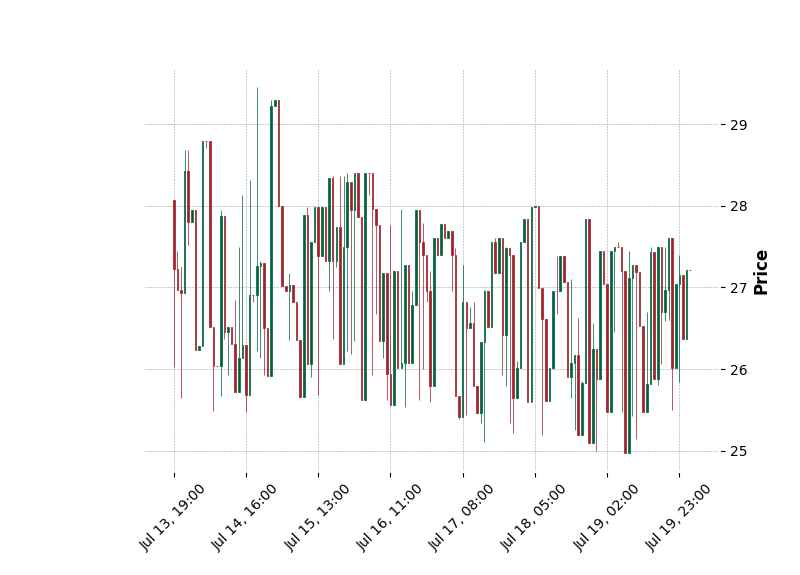 29
28
27
26
25
Price
Jul 13, 19:00
Jul 14, 16:00
Jul 15, 13:00
Jul 16, 11:00
Jul 17, 08:00
Jul 18, 05:00
Jul 19, 02:00
Jul 19, 23:00